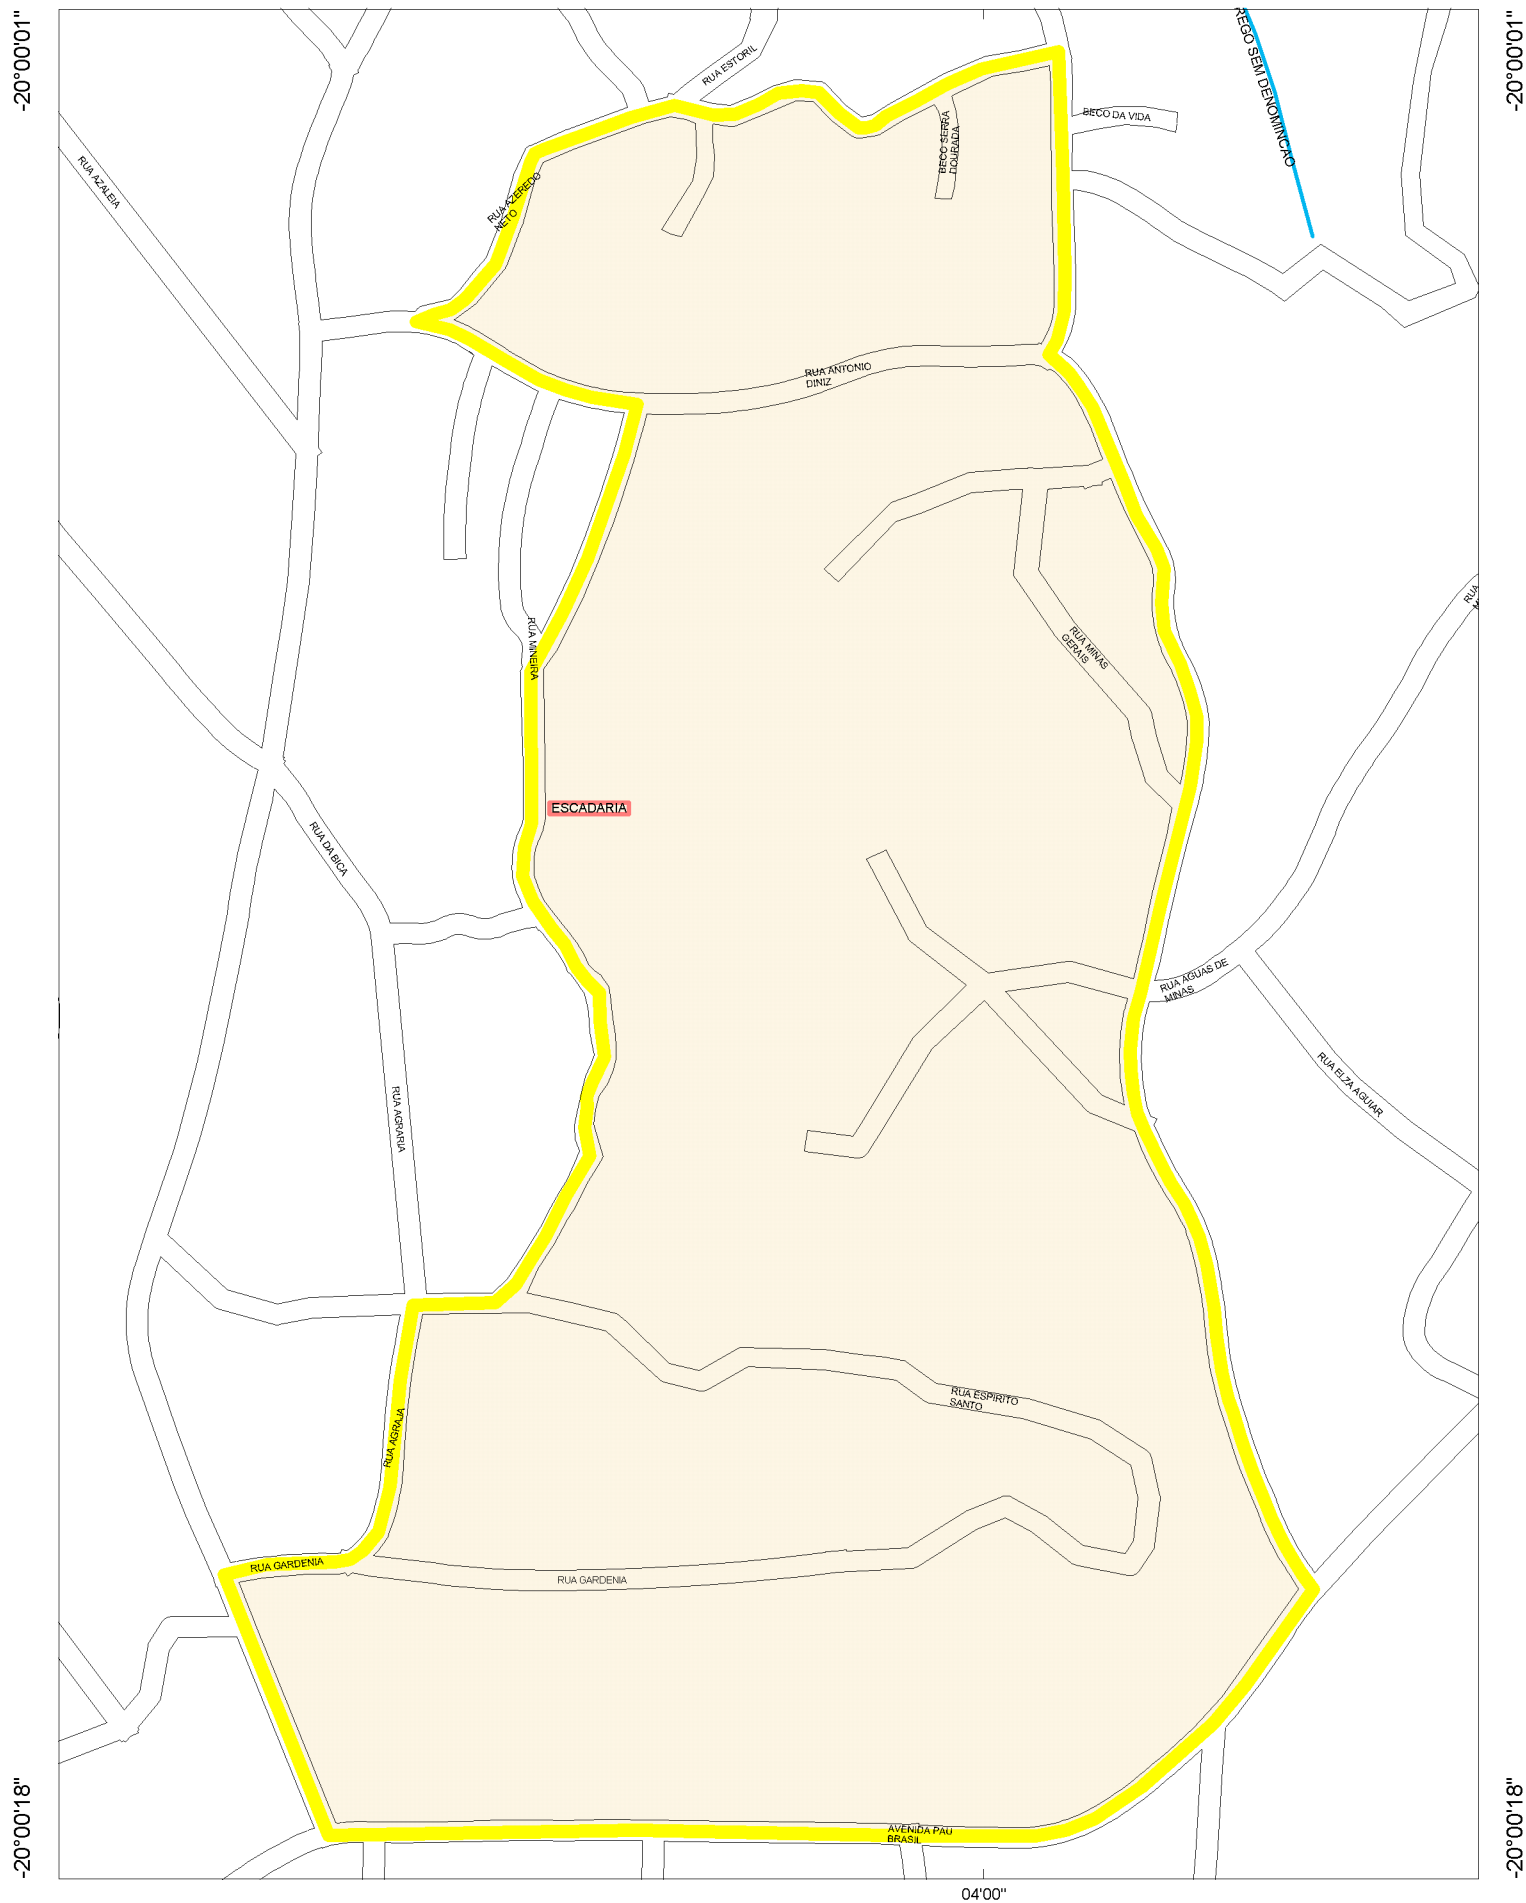 -20°00'01"
-20°00'01"
REGO SEM DENOMINCAO
RUA ESTORIL
BECO DA VIDA
BECO SERRA
DOURADA
RUA AZALEIA
RUA AZEREDO
NETO
RUA ANTONIO
DINIZ
RUA
RUA MINEIRA
RUA MINAS
GERAIS
ESCADARIA
RUA DA BICA
RUA AGUAS DE
MINAS
RUA ELZA AGUIAR
RUA AGRARIA
RUA ESPIRITO
SANTO
RUA AGRAJA
RUA GARDENIA
RUA GARDENIA
AVENIDA PAU
BRASIL
-20°00'18"
-20°00'18"
04'00"